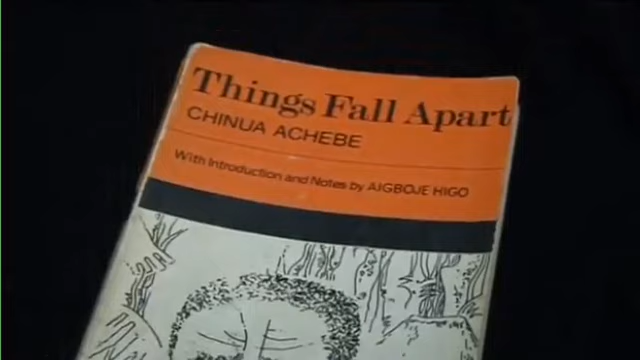 Things Fall Apart
CHINUA ACHEBE
With Introduction and Notes by AIGBOJE HIGO